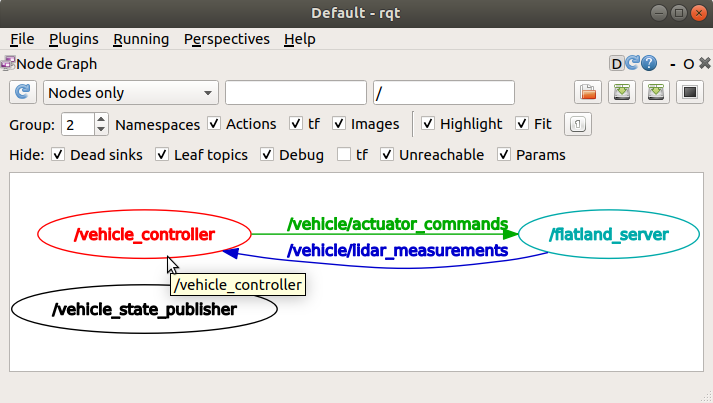 Default - rqt
File Plugins Running Perspectives Help
Node Graph D ? - O
Nodes only /
Group: 2 Namespaces Actions tf Images Highlight Fit
Hide: Dead sinks Leaf topics Debug tf Unreachable Params
/vehicle/actuator_commands
/vehicle_controller /flatland_server
/vehicle/lidar_measurements
/vehicle_controller
/vehicle_state_publisher